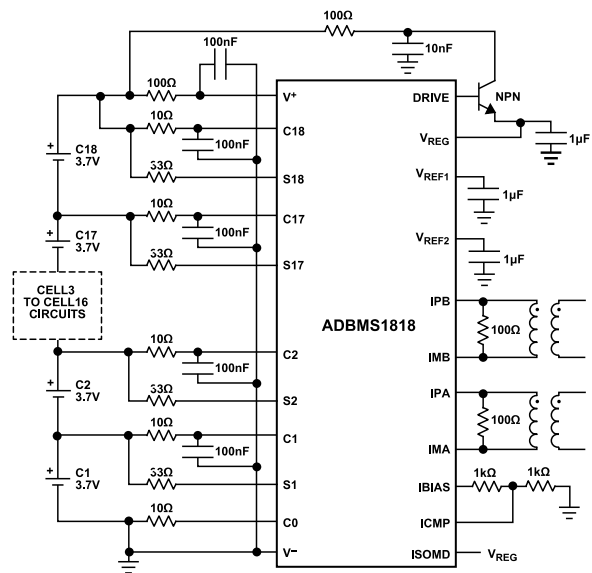 100Ω
100nF
10nF
100Ω
V+
DRIVE
NPN
10Ω
C18
VREG
1µF
100nF
C18
3.7V
33Ω
S18
VREF1
1µF
10Ω
C17
100nF
C17
3.7V
33Ω
S17
VREF2
1µF
CELL3
TO CELL16
CIRCUITS
ADBMS1818
IPB
100Ω
IMB
10Ω
C2
100nF
C2
3.7V
33Ω
S2
IPA
100Ω
IMA
10Ω
C1
100nF
C1
3.7V
33Ω
S1
IBIAS
1kΩ
1kΩ
10Ω
C0
ICMP
V−
ISOMD
VREG